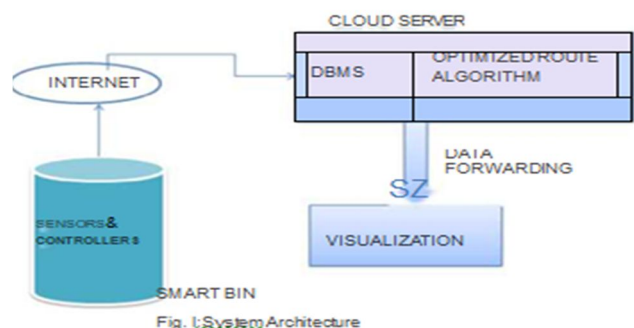 CLOUD SERVER
INTERNET
DBMS
OPTIMIZED ROUTE
ALGORITHM
DATA
FORWARDING
SZ
SENSORS&
CONTROLLERS
VISUALIZATION
SMART BIN
Fig. I:System Architecture